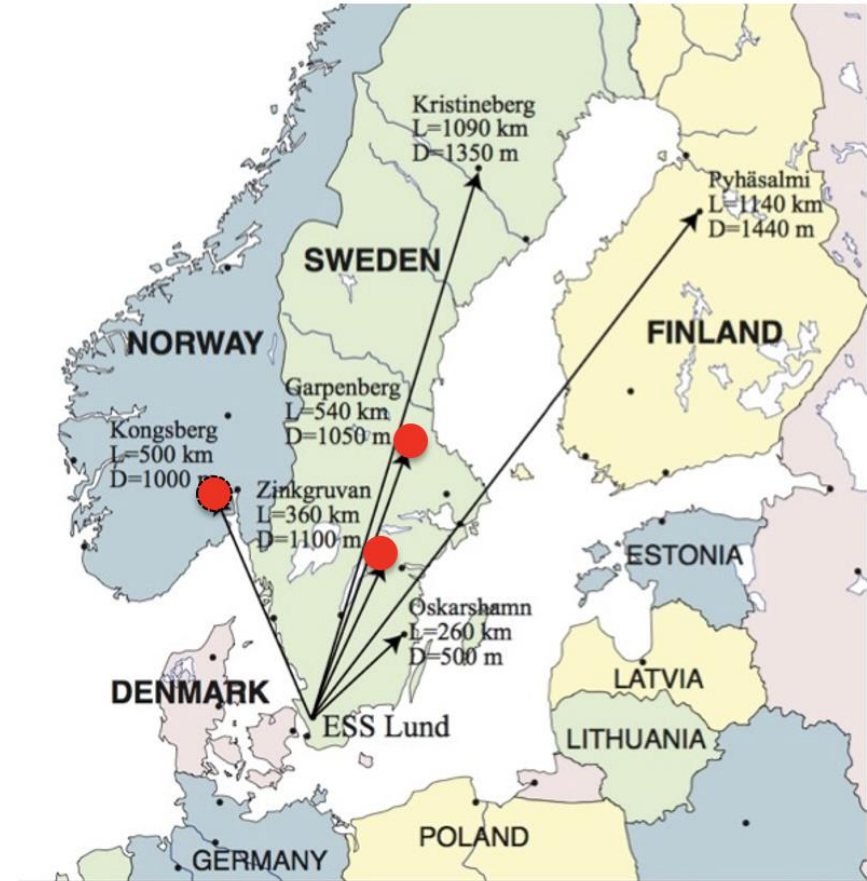 Kristineberg
L=1090 km
D=1350 m
Pyhäsalmi
L=1140 km
D=1440 m
SWEDEN
NORWAY
FINLAND
Garpenberg
L=540 km
D=1050 m
Kongsberg
L=500 km
D=1000 m
Zinkgruvan
L=360 km
D=1100 m
ESTONIA
Oskarshamn
L=260 km
D=500 m
LATVIA
DENMARK
ESS Lund
LITHUANIA
POLAND
GERMANY